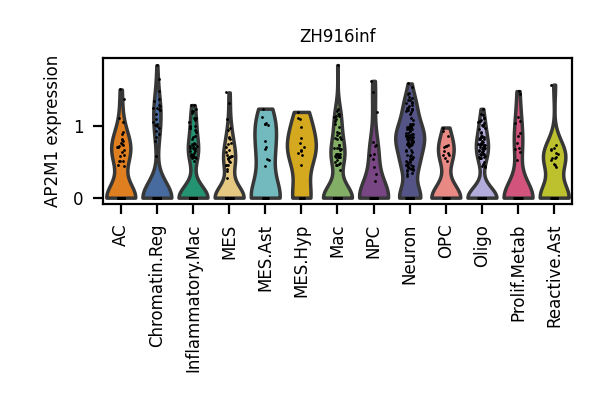 ZH916inf
AP2M1 expression
1
0
AC
Chromatin.Reg
Inflammatory.Mac
MES
MES.Ast
MES.Hyp
Mac
NPC
Neuron
OPC
Oligo
Prolif.Metab
Reactive.Ast